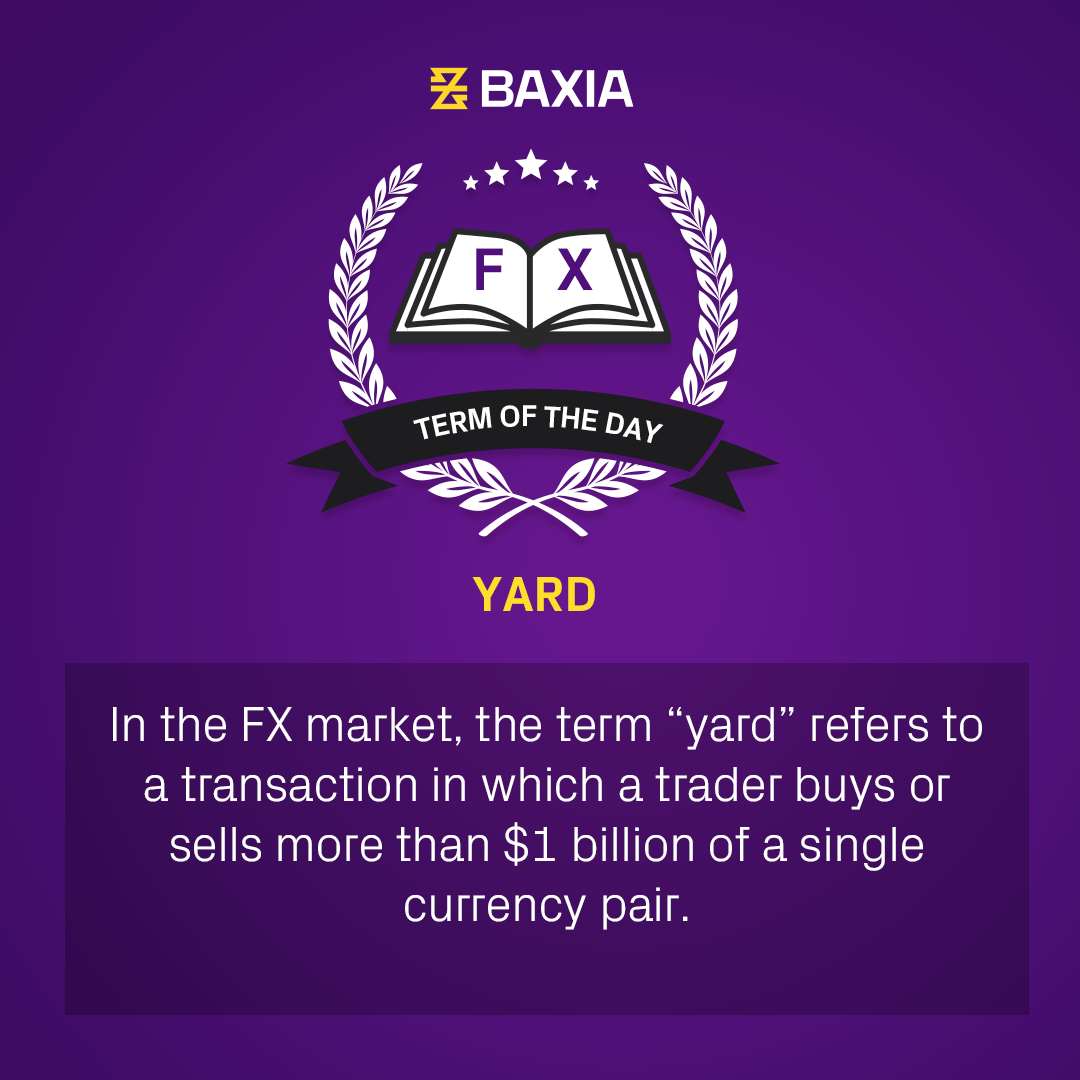 BAXIA
F X
TERM OF THE DAY
YARD
In the FX market, the term “yard” refers to
a transaction in which a trader buys or
sells more than $1 billion of a single
currency pair.